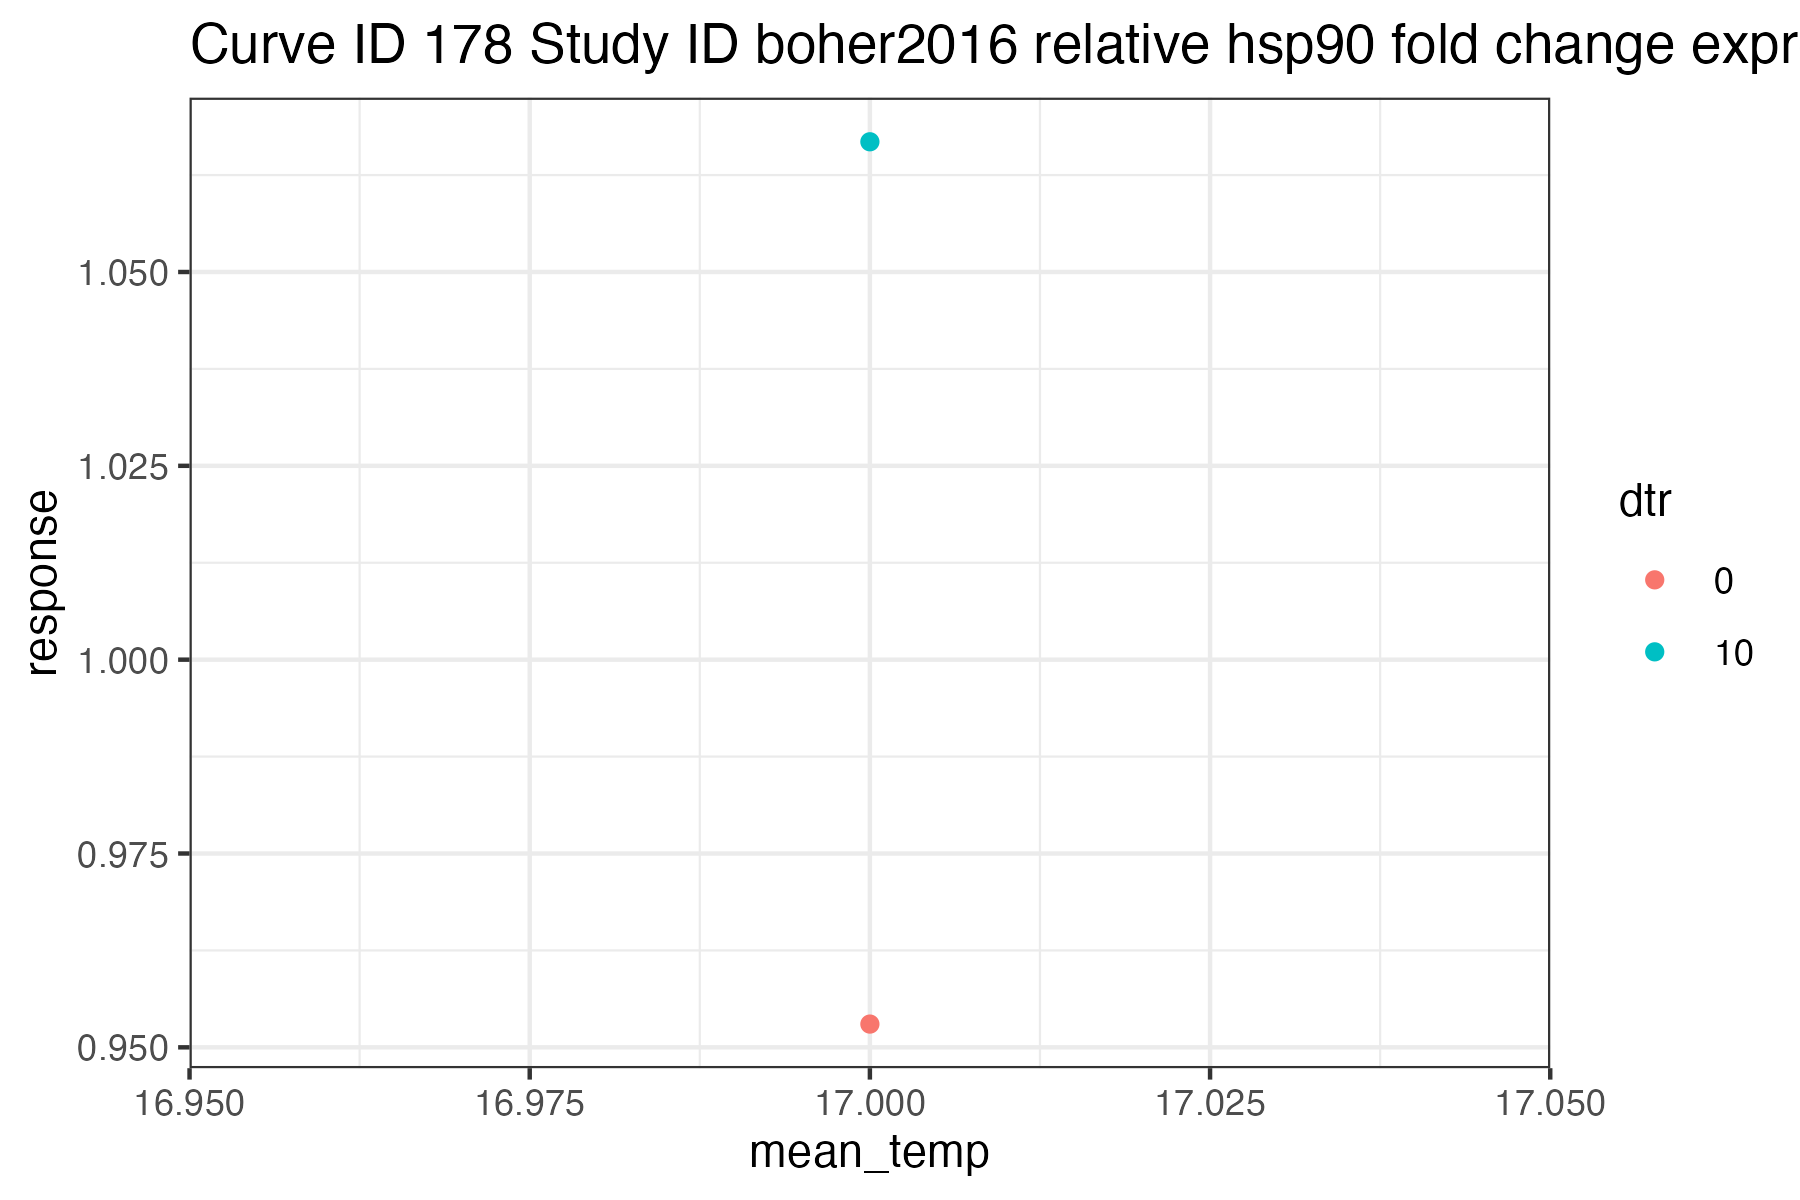 Curve ID 178 Study ID boher2016 relative hsp90 fold change expr
response
1.050
1.025
1.000
0.975
0.950
16.950 16.975 17.000 17.025 17.050
mean_temp
dtr
0
10